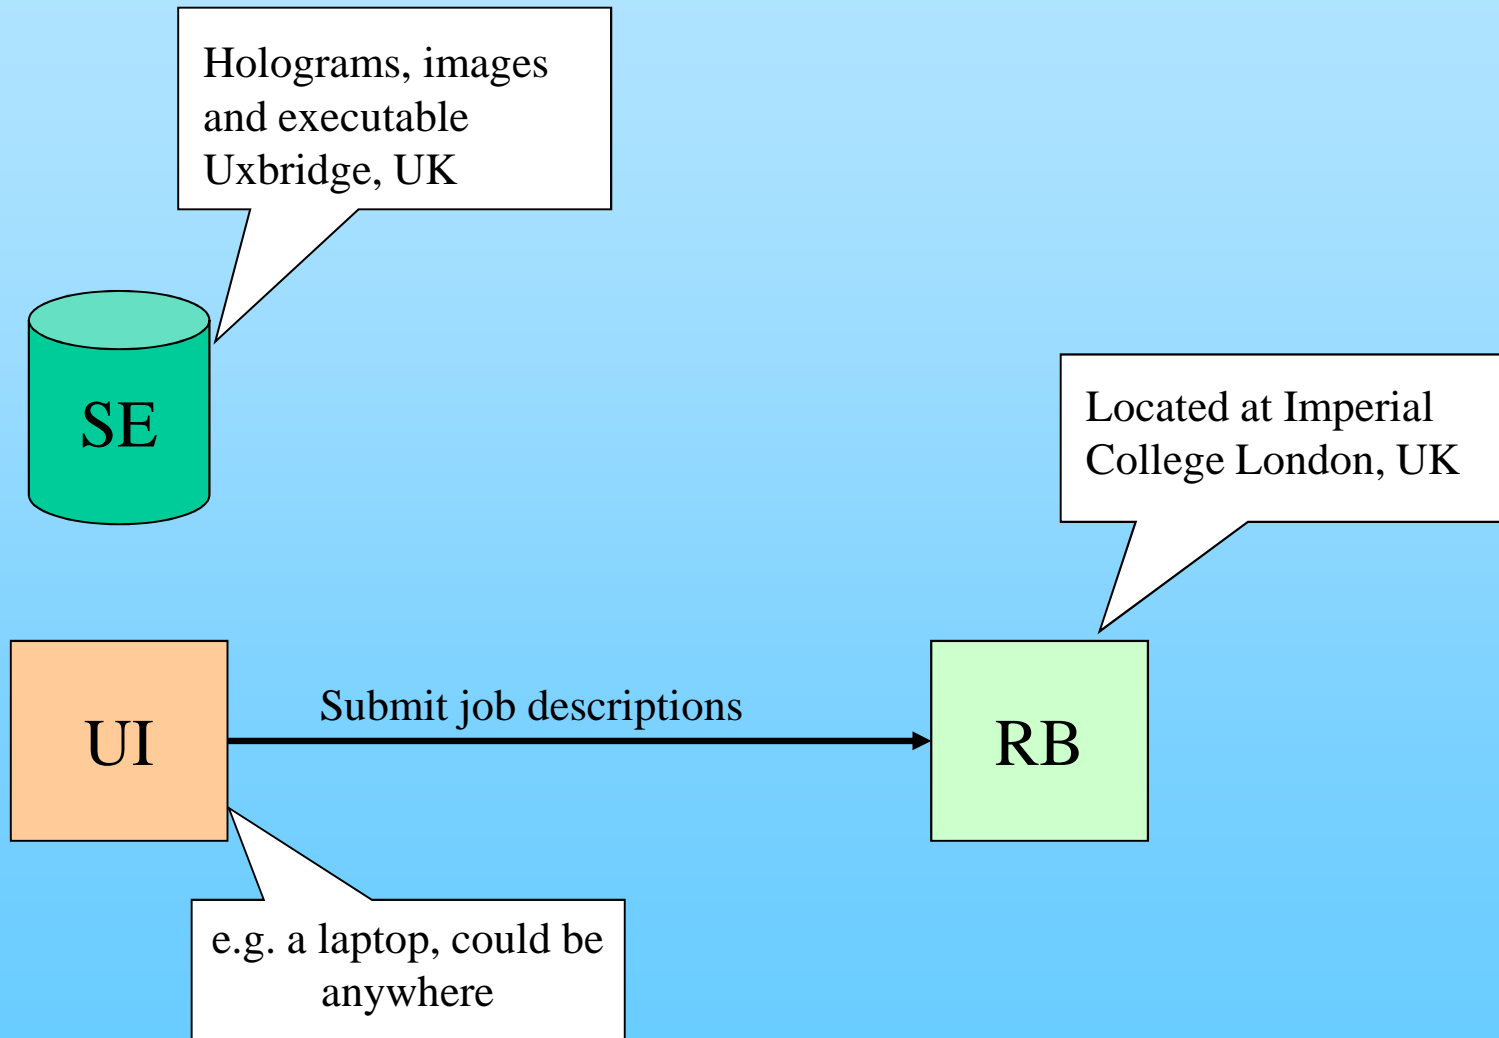 Holograms, images
and executable
Uxbridge, UK
SE
Located at Imperial
College London, UK
UI
Submit job descriptions
RB
e.g. a laptop, could be
anywhere